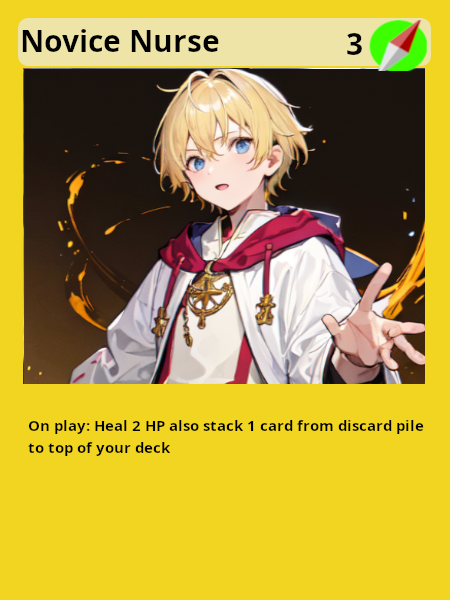 Novice Nurse 3
On play: Heal 2 HP also stack 1 card from discard pile
to top of your deck